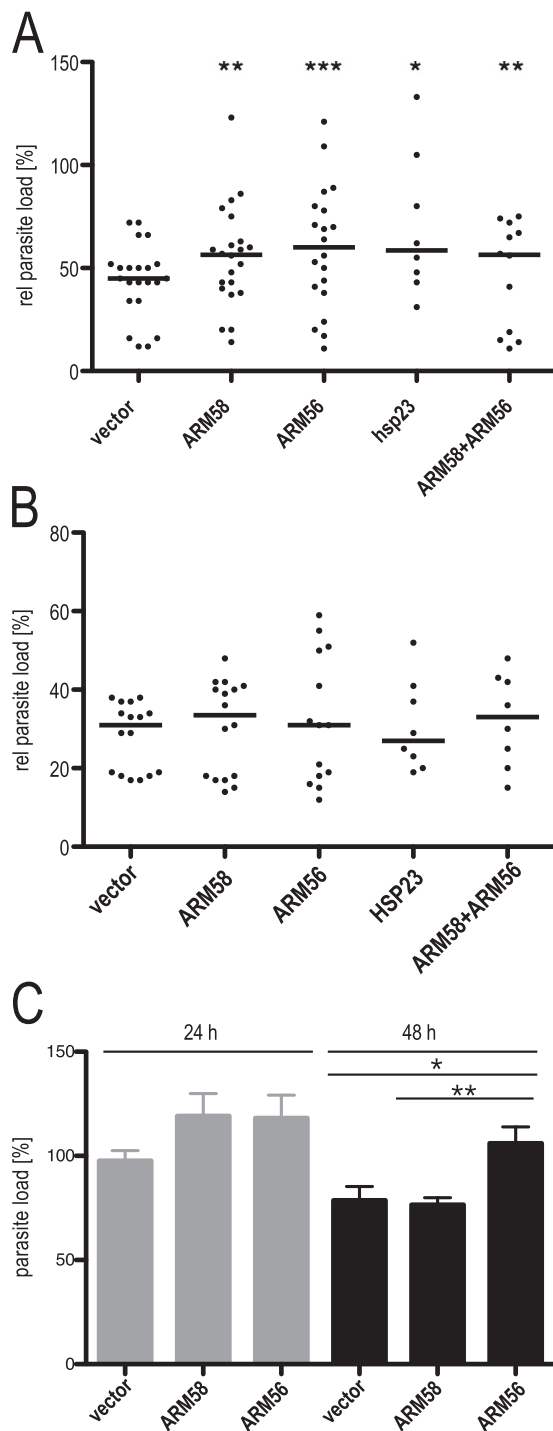 A
150
100
50
0
rel parasite load [%]
**
***
*
**
vector
ARM58
ARM56
hsp23
ARM58+ARM56
B
80
60
40
20
0
rel parasite load [%]
vector
ARM58
ARM56
HSP23
ARM58+ARM56
C
24 h
48 h
*
**
150
100
50
0
parasite load [%]
vector
ARM58
ARM56
vector
ARM58
ARM56